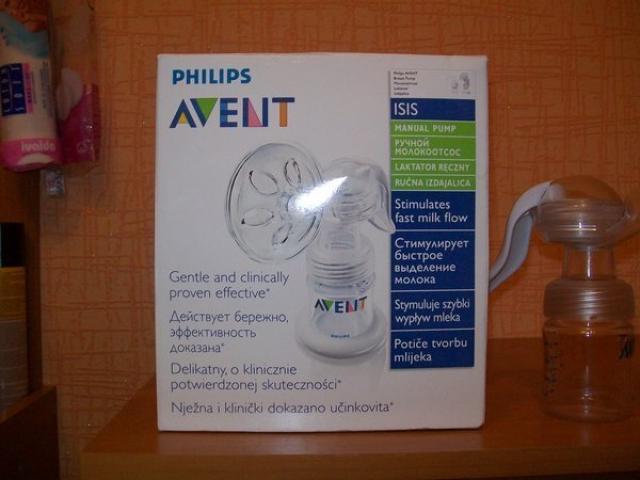 PHILIPS
AVENT
ISIS
MANUAL PUMP
РУЧНОЙ
МОЛОКООТСОС
LAKTATOR RĘCZNY
RUČNA IZDAJALICA
Stimulates
fast milk flow
Стимулирует
быстрое
выделение
молока
Stymuluje szybki
wypływ mleka
Potiče tvorbu
mlijeka
Gentle and clinically
proven effective*
Действует бережно,
эффективность
доказана*
Delikatny, o klinicznie
potwierdzonej skuteczności*
Nježna i klinički dokazano učinkovita*
AVENT
PHILIPS